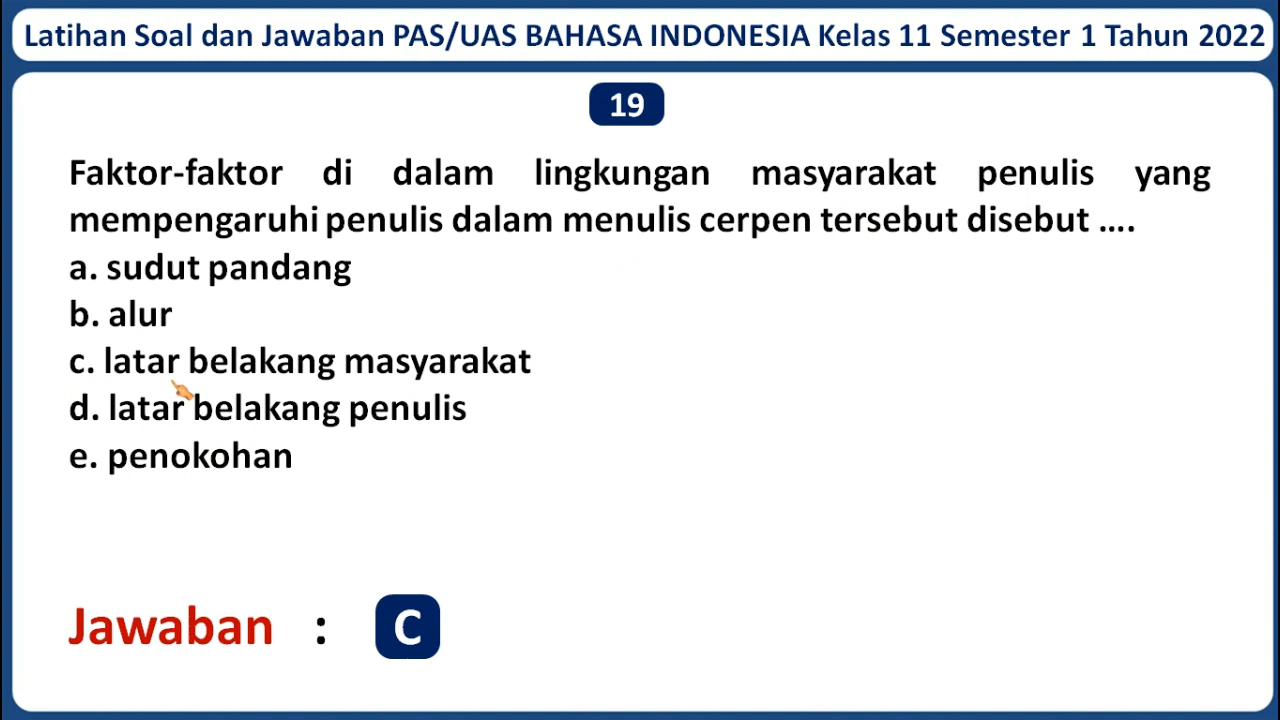 Latihan Soal dan Jawaban PAS/UAS BAHASA INDONESIA Kelas 11 Semester 1 Tahun 2022
19
Faktor-faktor di dalam lingkungan masyarakat penulis yang
mempengaruhi penulis dalam menulis cerpen tersebut disebut ....
a. sudut pandang
b. alur
c. latar belakang masyarakat
d. latar belakang penulis
e. penokohan
Jawaban : C